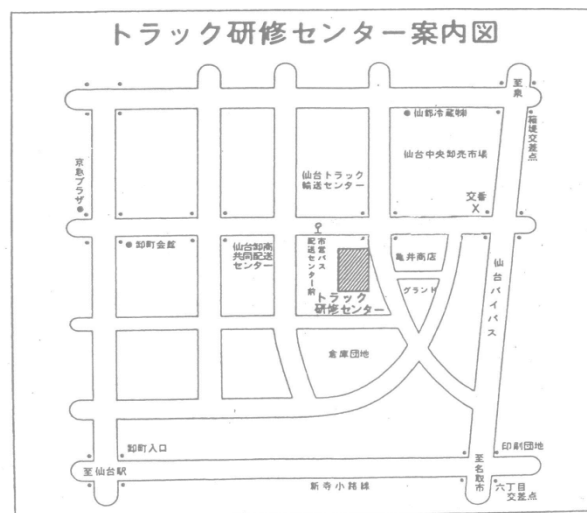 トラック研修センター案内図
至泉
箱堤交差点
仙都冷蔵㈱
仙台中央卸売市場
京急プラザ
仙台トラック
輸送センター
交番
卸町会館
仙台卸商
共同配送
センター
市営バス
配送センター前
亀井商店
グランド
仙台バイパス
トラック
研修センター
倉庫団地
卸町入口
印刷団地
至仙台駅
至名取市
新寺小路線
六丁目
交差点